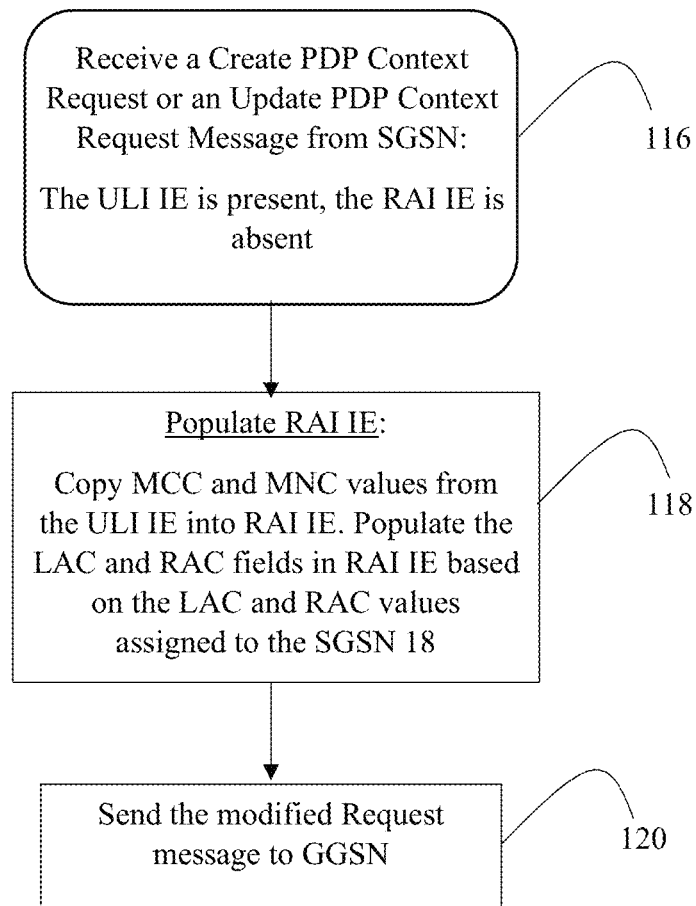 Receive a Create PDP Context
Request or an Update PDP Context
Request Message from SGSN:
The ULI IE is present, the RAI IE is
absent
116
Populate RAI IE:
Copy MCC and MNC values from
the ULI IE into RAI IE. Populate the
LAC and RAC fields in RAI IE based
on the LAC and RAC values
assigned to the SGSN 18
118
Send the modified Request
message to GGSN
120